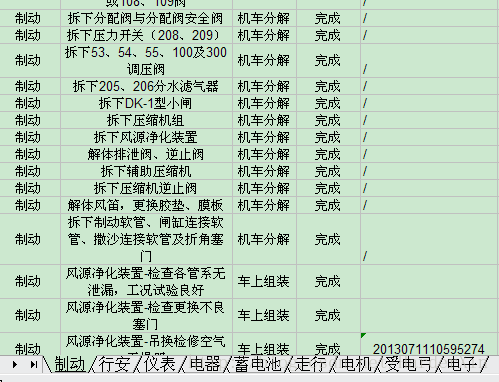 或108、109阀
制动 拆下分配阀与分配阀安全阀 机车分解 完成 /
制动 拆下压力开关（208、209） 机车分解 完成 /
制动 拆下53、54、55、100及300 机车分解 完成
调压阀 /
制动 拆下205、206分水滤气器 机车分解 完成 /
制动 拆下DK-1型小闸 机车分解 完成 /
制动 拆下压缩机组 机车分解 完成 /
制动 拆下风源净化装置 机车分解 完成 /
制动 解体排泄阀、逆止阀 机车分解 完成 /
制动 拆下辅助压缩机 机车分解 完成 /
制动 拆下压缩机逆止阀 机车分解 完成 /
制动 解体风笛，更换胶垫、膜板 机车分解 完成 /
拆下制动软管、闸缸连接软
制动 管、撒沙连接软管及折角塞 机车分解 完成
门 /
制动 风源净化装置-检查各管系无 车上组装 完成
泄漏，工况试验良好
制动 风源净化装置-检查更换不良 车上组装 完成
塞门
制动 风源净化装置-吊换检修空气 车上组装 完成 2013071110595274
制动 行安 仪表 电器 蓄电池 走行 电机 受电弓 电子